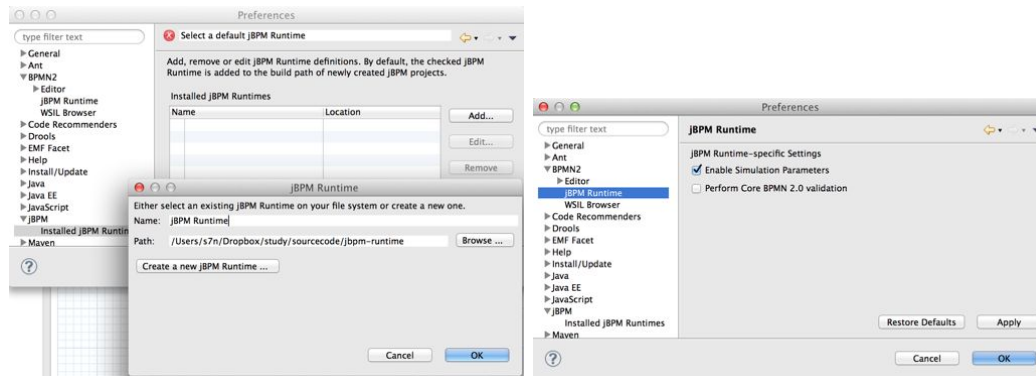 Preferences
type filter text
General
Ant
BPMN2
Editor
jBPM Runtime
WSIL Browser
Code Recommenders
Drools
EMF Facet
Help
Install/Update
Java
Java EE
JavaScript
jBPM
Installed jBPM Runtim
Maven
Select a default jBPM Runtime
Add, remove or edit jBPM Runtime definitions. By default, the checked jBPM
Runtime is added to the build path of newly created jBPM projects.
Installed jBPM Runtimes
Name Location
Add...
Edit...
Remove
jBPM Runtime
Either select an existing jBPM Runtime on your file system or create a new one.
Name: jBPM Runtime
Path: /Users/s7n/Dropbox/study/sourcecode/jbpm-runtime Browse ...
Create a new jBPM Runtime ...
Cancel OK
Preferences
type filter text
General
Ant
BPMN2
Editor
jBPM Runtime
WSIL Browser
Code Recommenders
Drools
EMF Facet
Help
Install/Update
Java
Java EE
JavaScript
jBPM
Installed jBPM Runtimes
Maven
jBPM Runtime
jBPM Runtime-specific Settings
Enable Simulation Parameters
Perform Core BPMN 2.0 validation
Restore Defaults Apply
Cancel OK